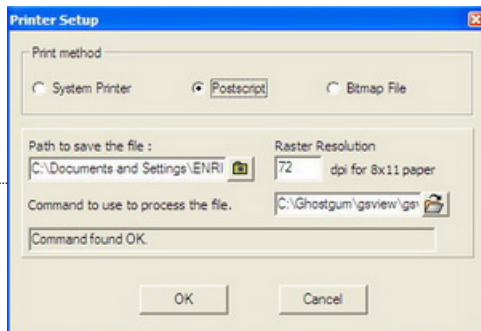 Printer Setup
Print method
System Printer Postscript Bitmap File
Path to save the file : Raster Resolution
C:\Documents and Settings\ENRI 72 dpi for 8x11 paper
Command to use to process the file. C:\Ghostgum\gsview\gsv
Command found OK.
OK Cancel